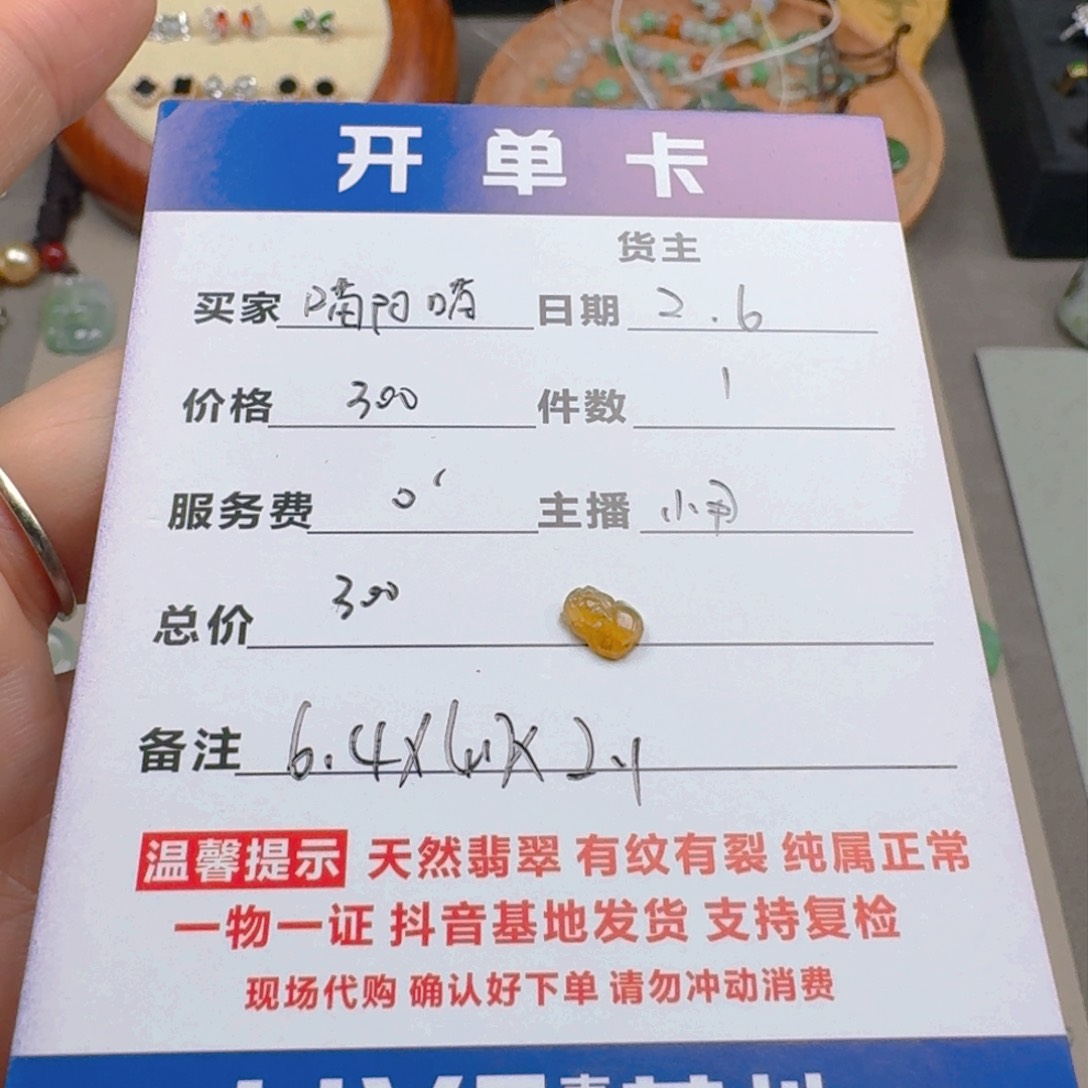 开单卡
货主
买家 喃阳哨 日期 2.6
价格 300 件数 1
服务费 0 主播 小甲
总价 300
备注 6.4X4.1X2.1
温馨提示 天然翡翠 有纹有裂 纯属正常
一物一证 抖音基地发货 支持复检
现场代购 确认好下单 请勿冲动消费